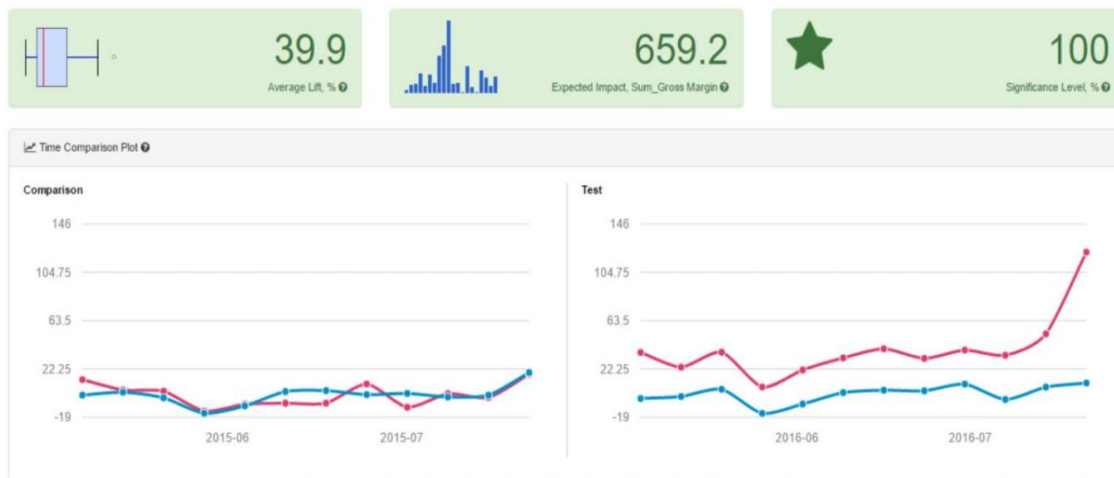 39.9
Average Lift, %
659.2
Expected Impact, Sum_Gross Margin
100
Significance Level, %
Time Comparison Plot
Comparison
146
104.75
63.5
22.25
-19
2015-06
2015-07
Test
146
104.75
63.5
22.25
-19
2016-06
2016-07